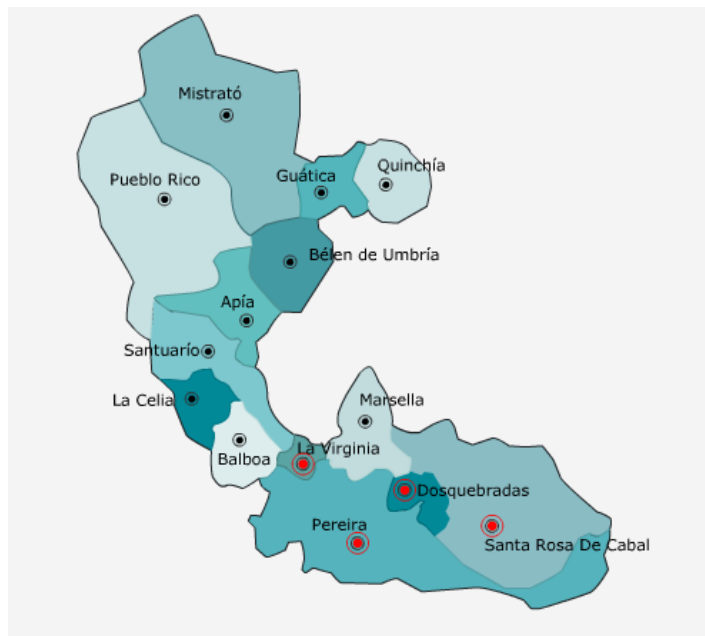 Mistrató
Quinchía
Guática
Pueblo Rico
Bélen de Umbría
Apía
Santuarío
La Celia
Marsella
La Virginia
Balboa
Dosquebradas
Pereira
Santa Rosa De Cabal